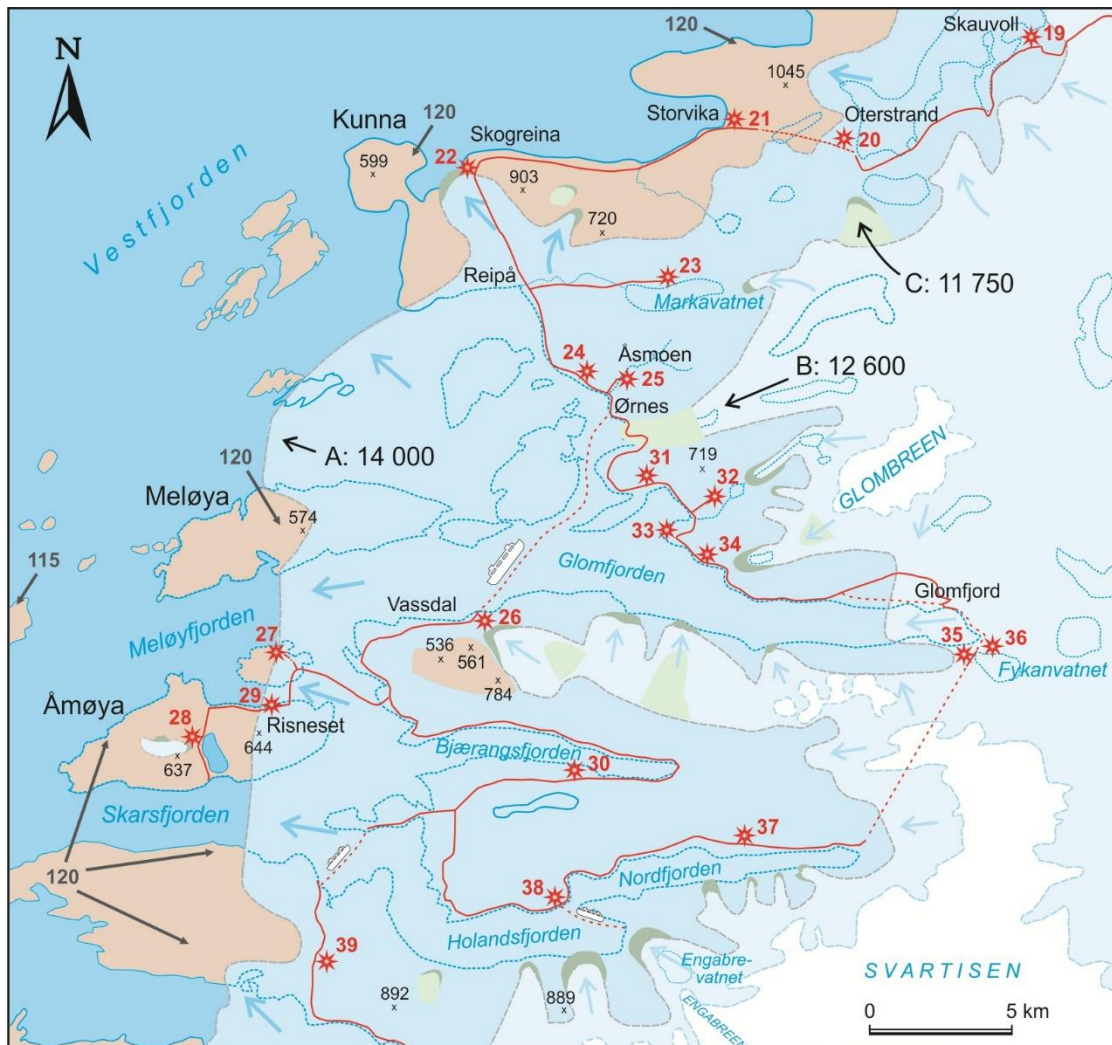 120
Skauvoll
19
N
1045
Kunna
120
Storvika
21
Oterstrand
20
Skogreina
22
599
903
Vestfjorden
720
23
Reipå
Markavatnet
C: 11 750
24
Åsmoen
25
B: 12 600
Ørnes
A: 14 000
719
31
32
GLOMBREEN
120
Meløya
574
33
34
115
Glomfjorden
Glomfjord
Vassdal
26
Meløyfjorden
27
536
561
784
35
36
Fykanvatnet
Åmøya
29
Risneset
28
644
637
Bjærangsfjorden
30
Skarsfjorden
37
120
Nordfjorden
38
Holandsfjorden
39
Engabre-
vatnet
SVARTISEN
892
889
ENGABREEN
0
5 km